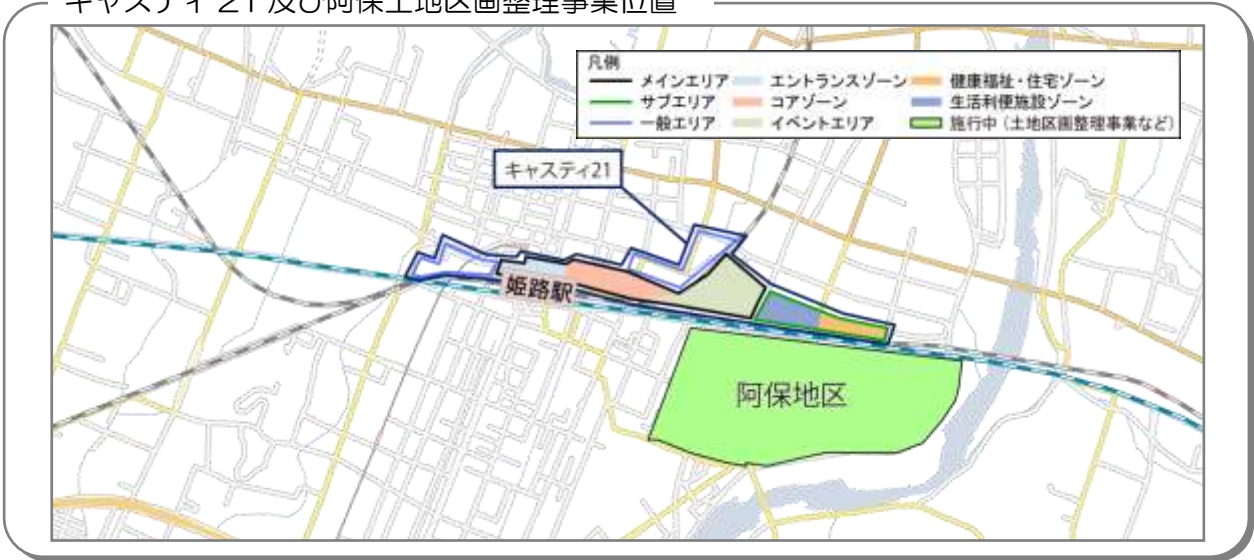 キャスティ21及び阿保土地区画整理事業位置
凡例
メインエリア エントランスゾーン 健康福祉・住宅ゾーン
サブエリア コアゾーン 生活利便施設ゾーン
一般エリア イベントエリア 施行中（土地区画整理事業など）
キャスティ21
姫路駅
阿保地区